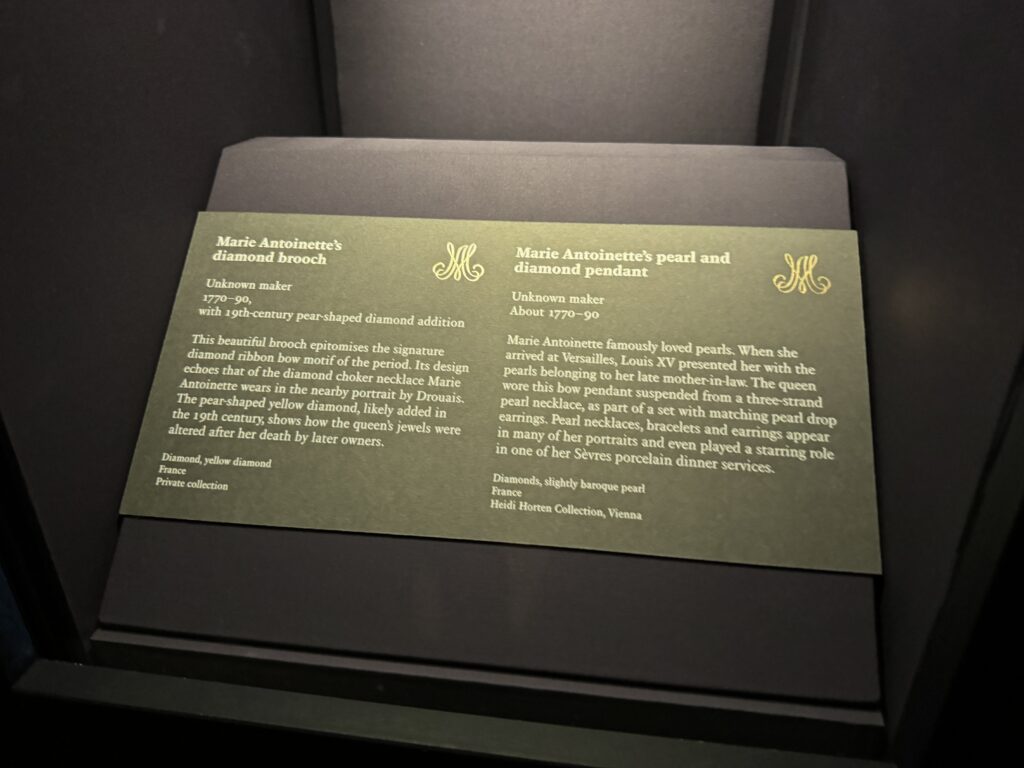 Marie Antoinette's
diamond brooch
Unknown maker
1770–90,
with 19th-century pear-shaped diamond addition
This beautiful brooch epitomises the signature
diamond ribbon bow motif of the period. Its design
echoes that of the diamond choker necklace Marie
Antoinette wears in the nearby portrait by Drouais.
The pear-shaped yellow diamond, likely added in
the 19th century, shows how the queen's jewels were
altered after her death by later owners.
Diamond, yellow diamond
France
Private collection
Marie Antoinette's pearl and
diamond pendant
Unknown maker
About 1770–90
Marie Antoinette famously loved pearls. When she
arrived at Versailles, Louis XV presented her with the
pearls belonging to her late mother-in-law. The queen
wore this bow pendant suspended from a three-strand
pearl necklace, as part of a set with matching pearl drop
earrings. Pearl necklaces, bracelets and earrings appear
in many of her portraits and even played a starring role
in one of her Sèvres porcelain dinner services.
Diamonds, slightly baroque pearl
France
Heidi Horten Collection, Vienna